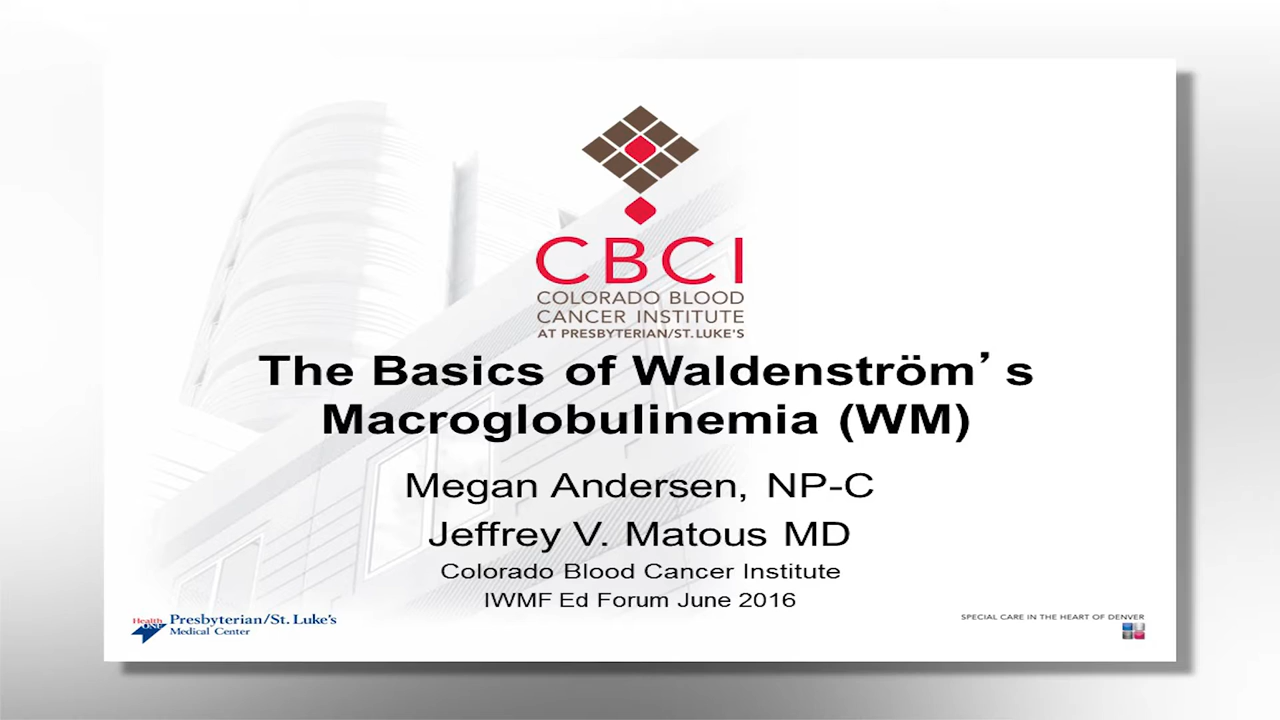 CBCI
COLORADO BLOOD
CANCER INSTITUTE
AT PRESBYTERIAN/ST. LUKE'S
The Basics of Waldenström’s
Macroglobulinemia (WM)
Megan Andersen, NP-C
Jeffrey V. Matous MD
Colorado Blood Cancer Institute
IWMF Ed Forum June 2016
HealthONE
Presbyterian/St. Luke's
Medical Center
SPECIAL CARE IN THE HEART OF DENVER